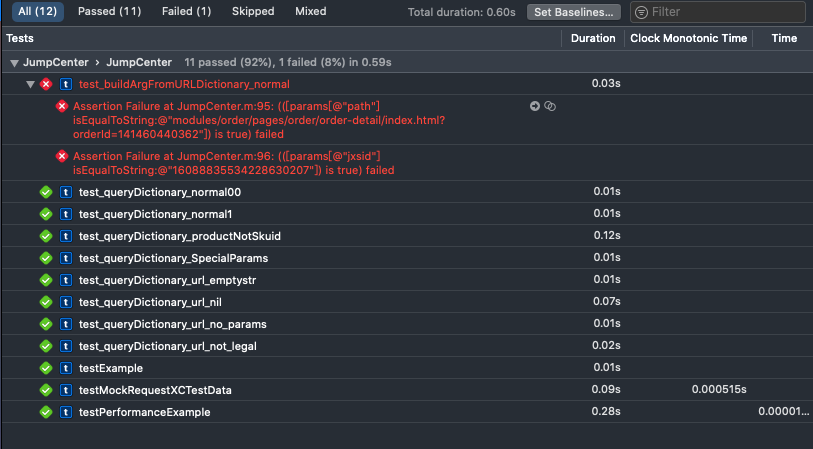 All (12) Passed (11) Failed (1) Skipped Mixed Total duration: 0.60s Set Baselines... Filter
Tests Duration Clock Monotonic Time Time
JumpCenter › JumpCenter 11 passed (92%), 1 failed (8%) in 0.59s
t test_buildArgFromURLDictionary_normal 0.03s
Assertion Failure at JumpCenter.m:95: (([params[@"path"]
isEqualToString:@"modules/order/pages/order/order-detail/index.html?
orderId=141460440362"]) is true) failed
Assertion Failure at JumpCenter.m:96: (([params[@"jxsid"]
isEqualToString:@"16088835534228630207"]) is true) failed
t test_queryDictionary_normal00 0.01s
t test_queryDictionary_normal1 0.01s
t test_queryDictionary_productNotSkuid 0.12s
t test_queryDictionary_SpecialParams 0.01s
t test_queryDictionary_url_emptystr 0.01s
t test_queryDictionary_url_nil 0.07s
t test_queryDictionary_url_no_params 0.01s
t test_queryDictionary_url_not_legal 0.02s
t testExample 0.01s
t testMockRequestXCTestData 0.09s 0.000515s
t testPerformanceExample 0.28s 0.00001...